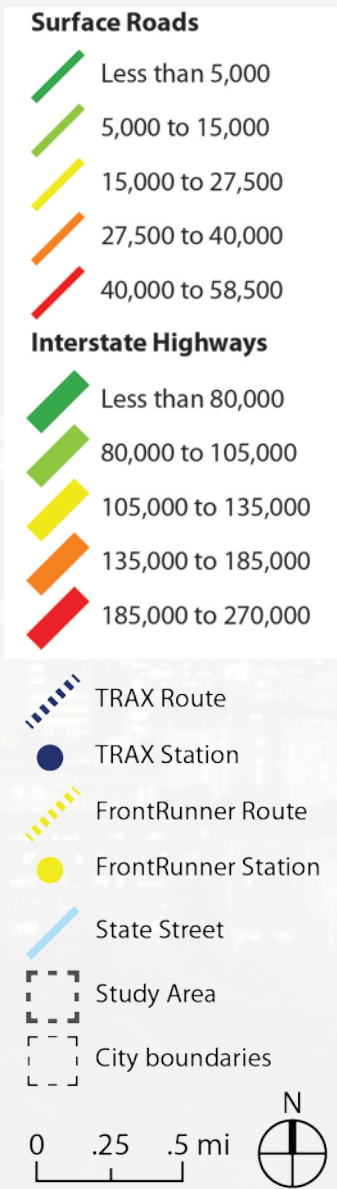 Surface Roads
Less than 5,000
5,000 to 15,000
15,000 to 27,500
27,500 to 40,000
40,000 to 58,500
Interstate Highways
Less than 80,000
80,000 to 105,000
105,000 to 135,000
135,000 to 185,000
185,000 to 270,000
TRAX Route
TRAX Station
FrontRunner Route
FrontRunner Station
State Street
Study Area
City boundaries
N
0 .25 .5 mi